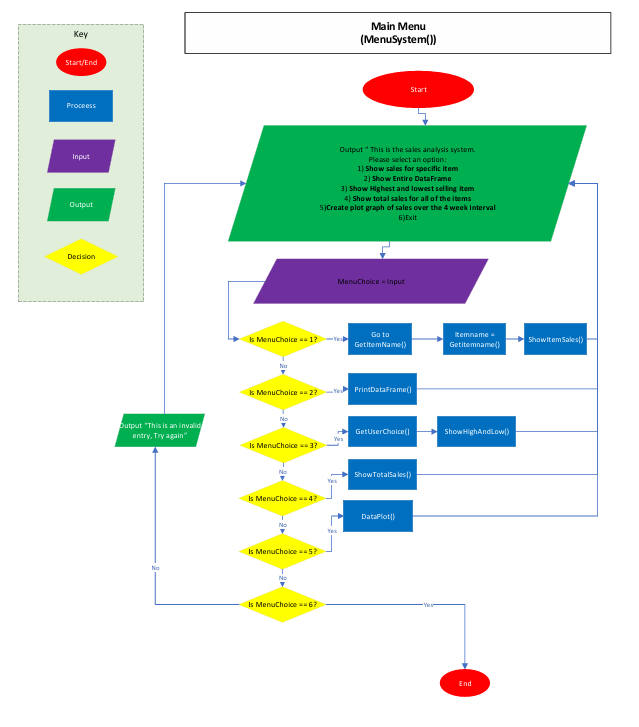 Key
Start/End
Proceess
Input
Output
Decision
Main Menu
(MenuSystem())
Start
Output " This is the sales analysis system.
Please select an option:
1) Show sales for specific item
2) Show Entire DataFrame
3) Show Highest and lowest selling item
4) Show total sales for all of the items
5)Create plot graph of sales over the 4 week interval
6)Exit
MenuChoice = Input
Is MenuChoice == 1?
Yes
Go to
GetItemName()
Itemname =
Getitemname()
ShowItemSales()
No
Is MenuChoice == 2?
Yes
PrintDataFrame()
No
Is MenuChoice == 3?
Yes
GetUserChoice()
ShowHighAndLow()
Output "This is an invalid
entry, Try again"
No
Is MenuChoice == 4?
Yes
ShowTotalSales()
No
Is MenuChoice == 5?
Yes
DataPlot()
No
No
Is MenuChoice == 6?
Yes
End